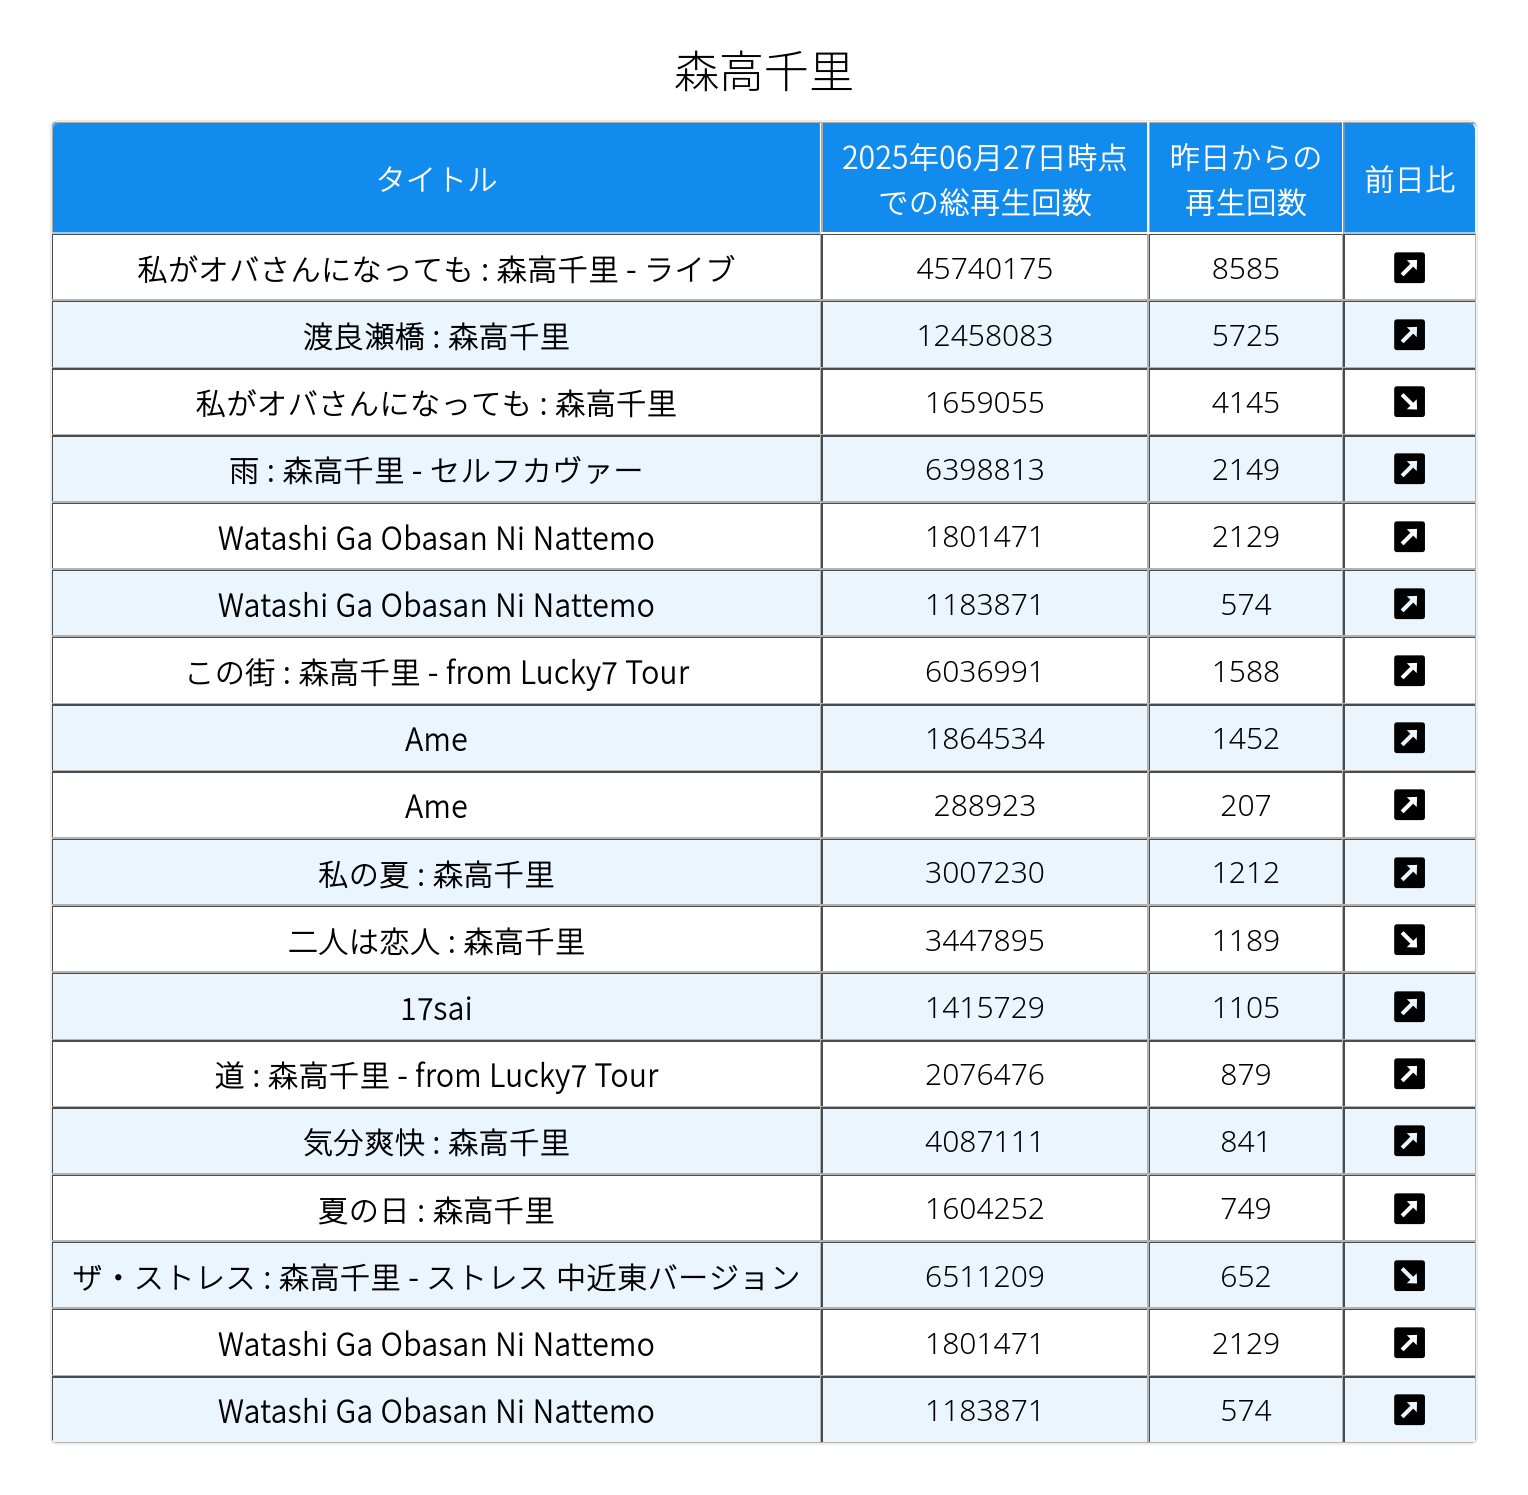 森高千里
タイトル 2025年06月27日時点での総再生回数 昨日からの再生回数 前日比
私がオバさんになっても : 森高千里 - ライブ 45740175 8585
渡良瀬橋 : 森高千里 12458083 5725
私がオバさんになっても : 森高千里 1659055 4145
雨 : 森高千里 - セルフカヴァー 6398813 2149
Watashi Ga Obasan Ni Nattemo 1801471 2129
Watashi Ga Obasan Ni Nattemo 1183871 574
この街 : 森高千里 - from Lucky7 Tour 6036991 1588
Ame 1864534 1452
Ame 288923 207
私の夏 : 森高千里 3007230 1212
二人は恋人 : 森高千里 3447895 1189
17sai 1415729 1105
道 : 森高千里 - from Lucky7 Tour 2076476 879
気分爽快 : 森高千里 4087111 841
夏の日 : 森高千里 1604252 749
ザ・ストレス : 森高千里 - ストレス 中近東バージョン 6511209 652
Watashi Ga Obasan Ni Nattemo 1801471 2129
Watashi Ga Obasan Ni Nattemo 1183871 574